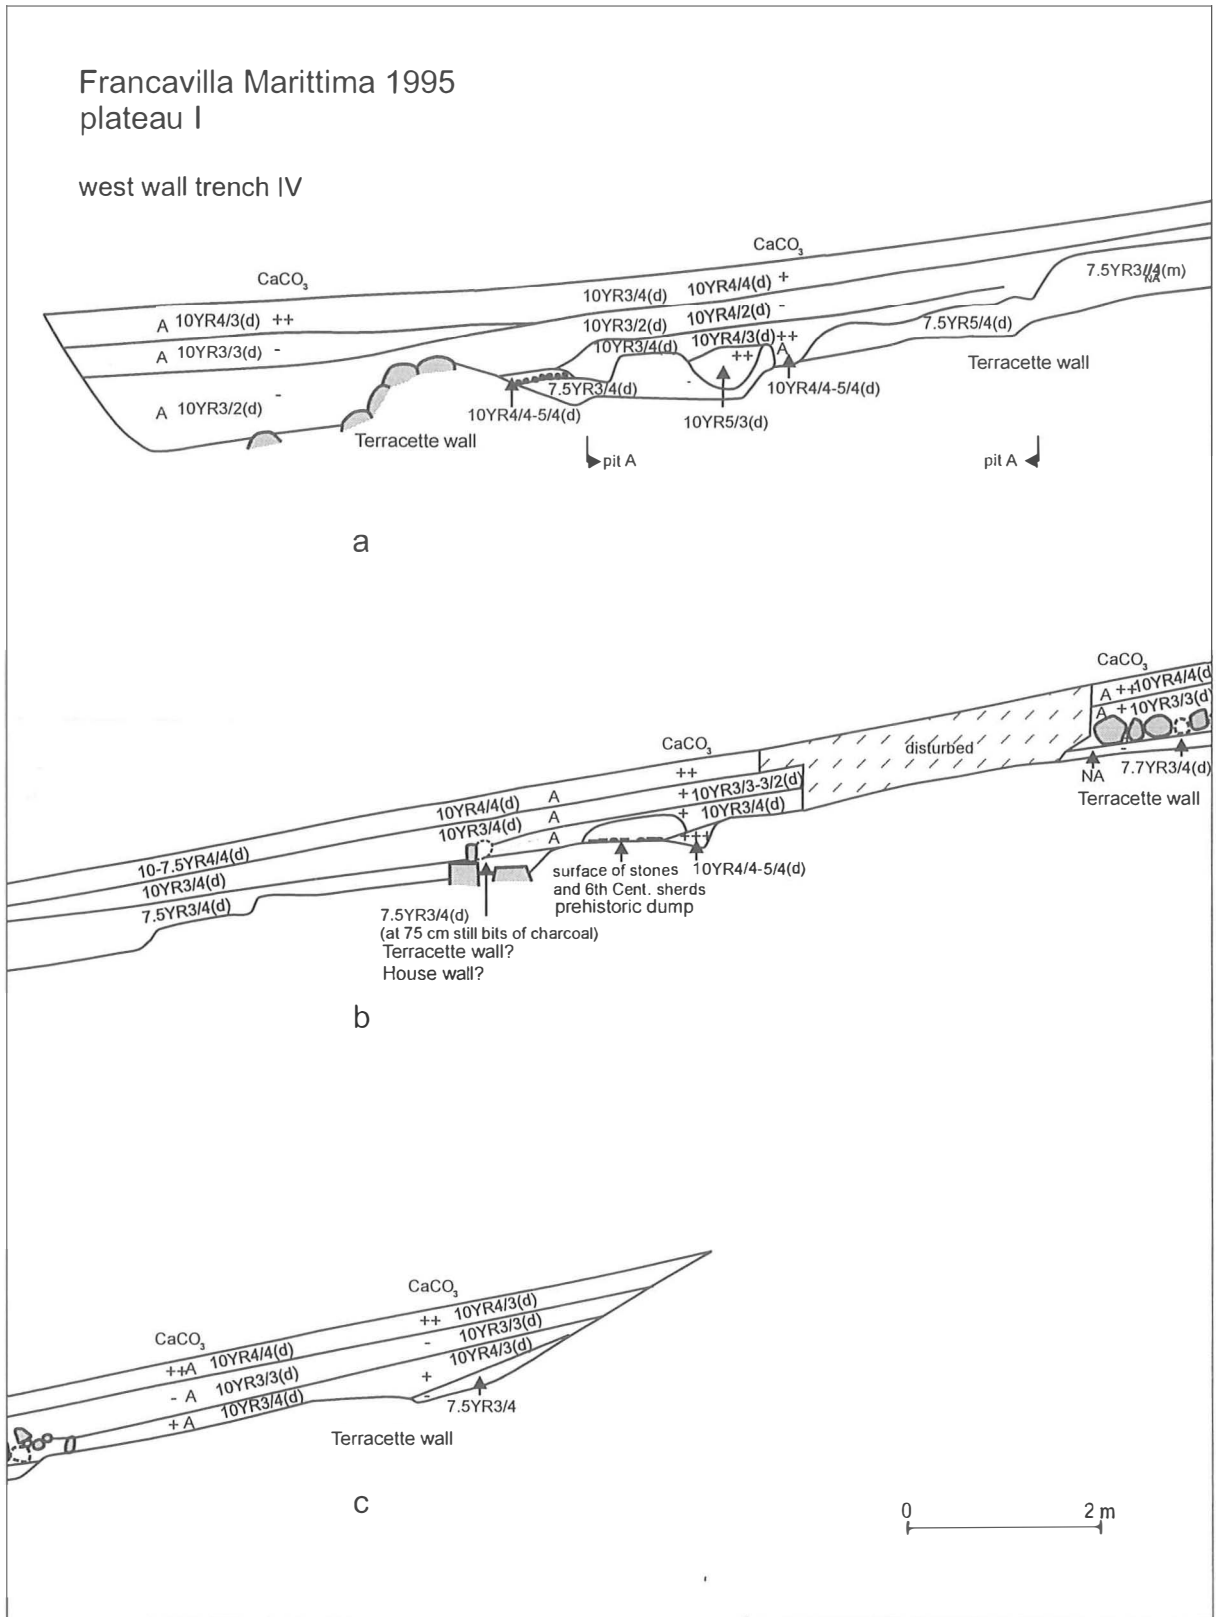 Francavilla Marittima 1995
plateau I
west wall trench IV
CaCO3
CaCO3
10YR3/4(d) 10YR4/4(d) +
A 10YR4/3(d) ++
10YR3/2(d) 10YR4/2(d) -
A 10YR3/3(d) -
10YR3/4(d) 10YR4/3(d) ++
++ A
7.5YR3/4(m)
NA
7.5YR5/4(d)
Terracette wall
7.5YR3/4(d) -
10YR4/4-5/4(d)
A 10YR3/2(d) -
10YR4/4-5/4(d)
10YR5/3(d)
Terracette wall
pit A
pit A
a
CaCO3
A ++ 10YR4/4(d
A + 10YR3/3(d)
-
NA 7.7YR3/4(d)
Terracette wall
disturbed
CaCO3
++
10YR4/4(d) A + 10YR3/3-3/2(d)
10YR3/4(d) A + 10YR3/4(d)
A +++
10-7.5YR4/4(d)
10YR3/4(d)
7.5YR3/4(d)
10YR4/4-5/4(d)
surface of stones
and 6th Cent. sherds
prehistoric dump
7.5YR3/4(d)
(at 75 cm still bits of charcoal)
Terracette wall?
House wall?
b
CaCO3
++ 10YR4/3(d)
- 10YR3/3(d)
10YR4/3(d)
+
-
7.5YR3/4
CaCO3
++A 10YR4/4(d)
- A 10YR3/3(d)
+ A 10YR3/4(d)
Terracette wall
c
0 2 m